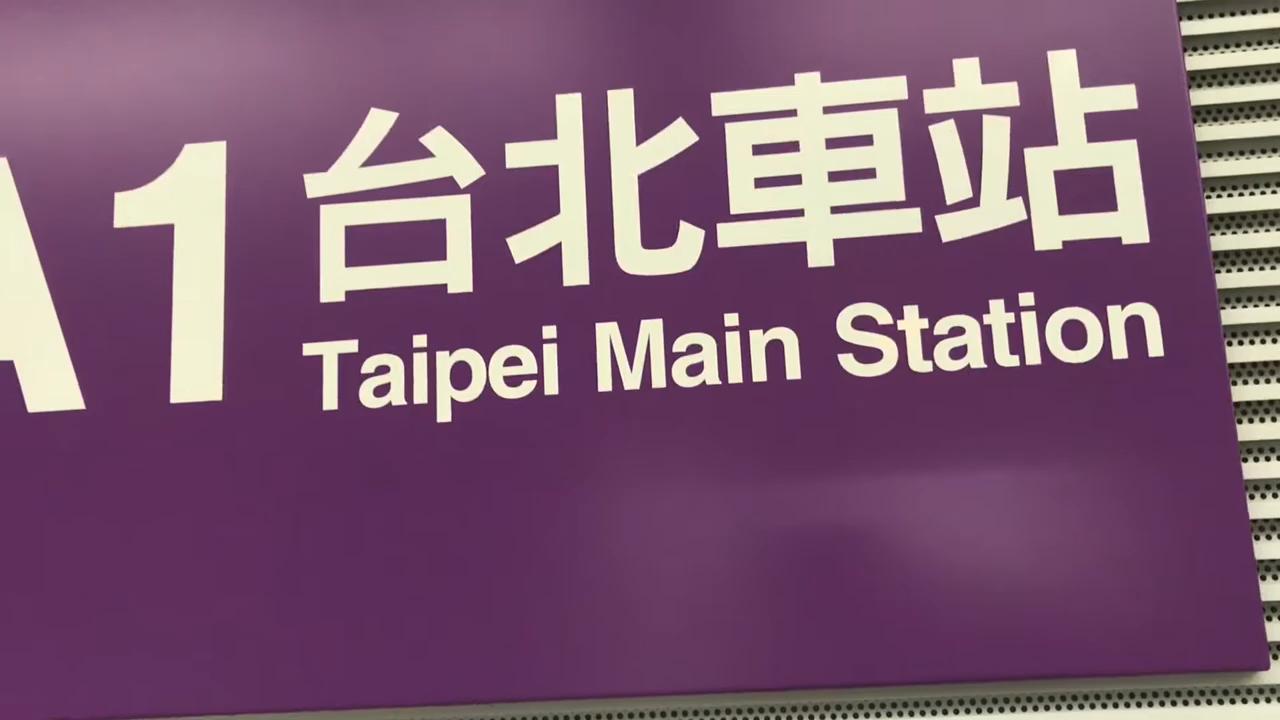 A1 台北車站
Taipei Main Station